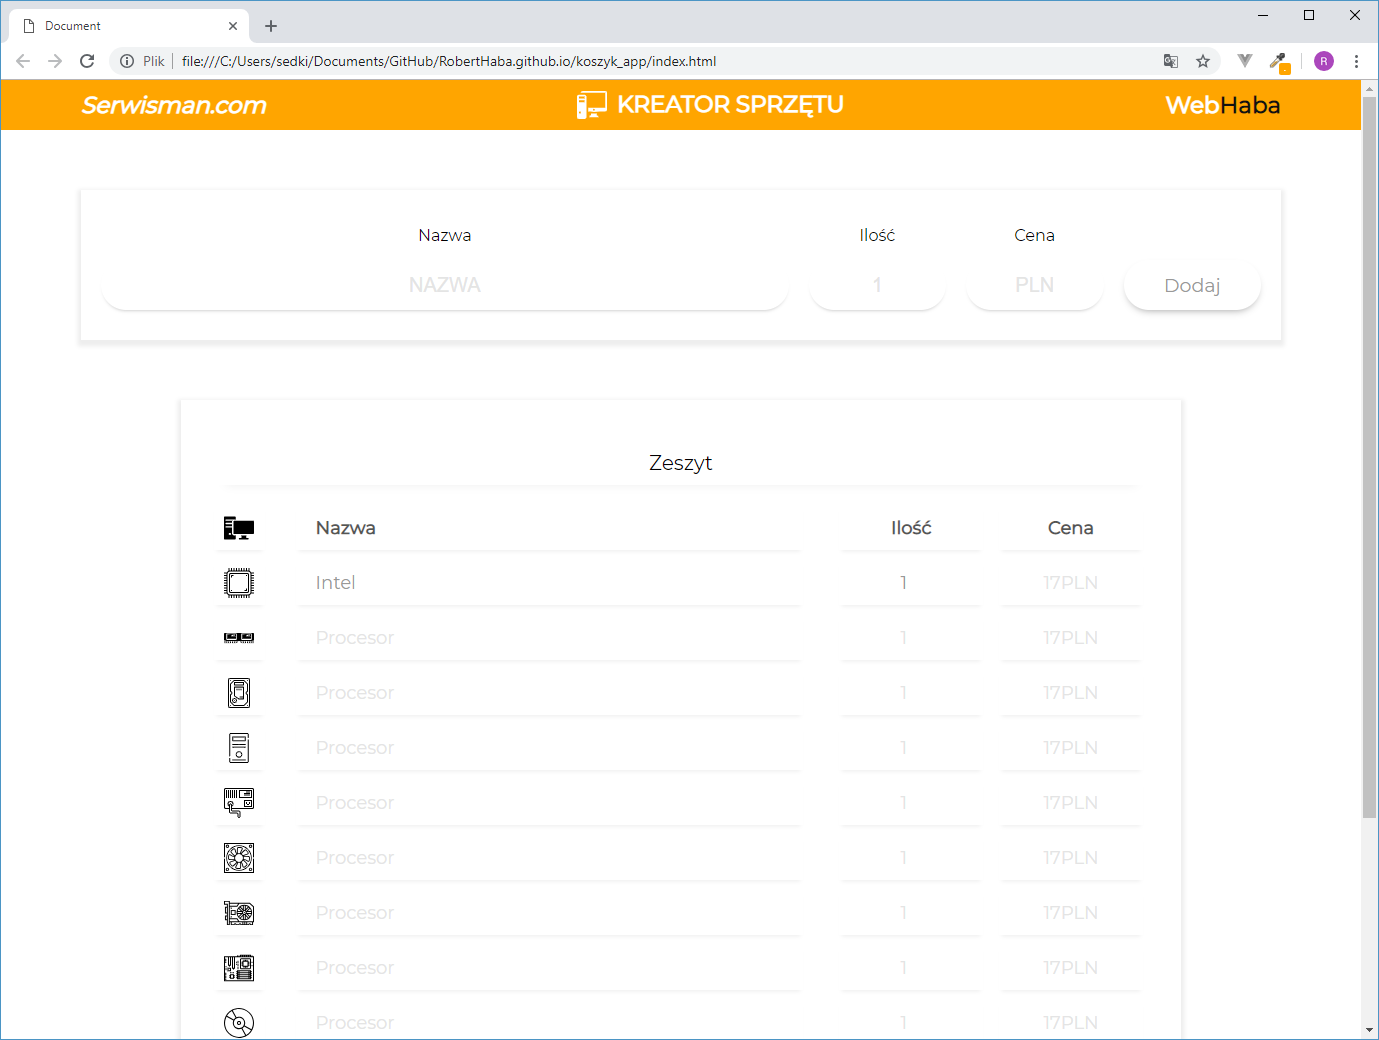 Document
Plik file:///C:/Users/sedki/Documents/GitHub/RobertHaba.github.io/koszyk_app/index.html R
Serwisman.com KREATOR SPRZĘTU WebHaba
Nazwa Ilość Cena
NAZWA 1 PLN Dodaj
Zeszyt
Nazwa Ilość Cena
Intel 1 17PLN
Procesor 1 17PLN
Procesor 1 17PLN
Procesor 1 17PLN
Procesor 1 17PLN
Procesor 1 17PLN
Procesor 1 17PLN
Procesor 1 17PLN
Procesor 1 17PLN